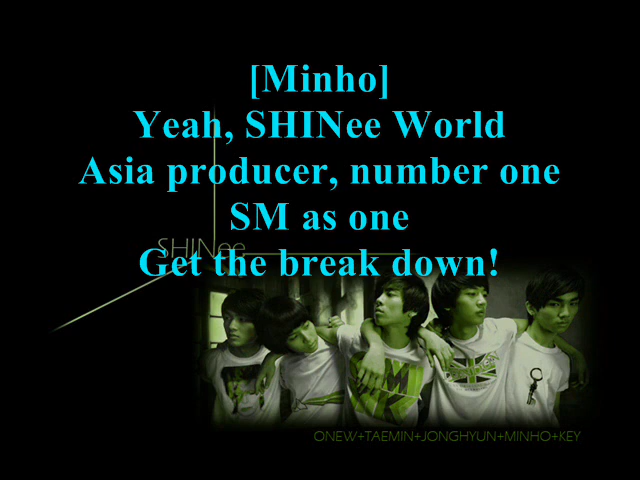 [Minho]
Yeah, SHINee World
Asia producer, number one
SM as one
SHINee
Get the break down!
ONEW+TAEMIN+JONGHYUN+MINHO+KEY